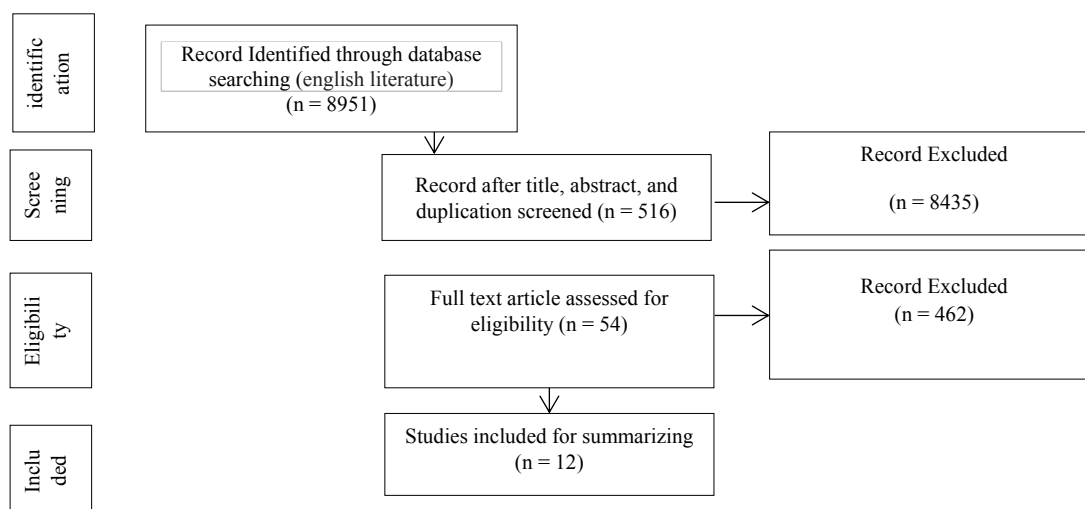 identific
ation
Record Identified through database
searching (english literature)
(n = 8951)
Scree
ning
Record after title, abstract, and
duplication screened (n = 516)
Record Excluded
(n = 8435)
Eligibili
ty
Full text article assessed for
eligibility (n = 54)
Record Excluded
(n = 462)
Inclu
ded
Studies included for summarizing
(n = 12)